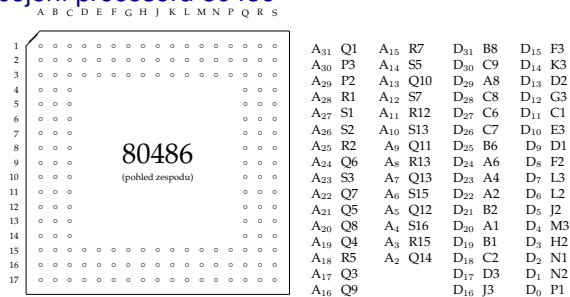 A B C D E F G H J K L M N P Q R S
1
2
3
4
5
6
7
8
9
10
11
12
13
14
15
16
17
80486
(pohled zespodu)
A31 Q1 A15 R7 D31 B8 D15 F3
A30 P3 A14 S5 D30 C9 D14 K3
A29 P2 A13 Q10 D29 A8 D13 D2
A28 R1 A12 S7 D28 C8 D12 G3
A27 S1 A11 R12 D27 C6 D11 C1
A26 S2 A10 S13 D26 C7 D10 E3
A25 R2 A9 Q11 D25 B6 D9 D1
A24 Q6 A8 R13 D24 A6 D8 F2
A23 S3 A7 Q13 D23 A4 D7 L3
A22 Q7 A6 S15 D22 A2 D6 L2
A21 Q5 A5 Q12 D21 B2 D5 J2
A20 Q8 A4 S16 D20 A1 D4 M3
A19 Q4 A3 R15 D19 B1 D3 H2
A18 R5 A2 Q14 D18 C2 D2 N1
A17 Q3 D17 D3 D1 N2
A16 Q9 D16 J3 D0 P1